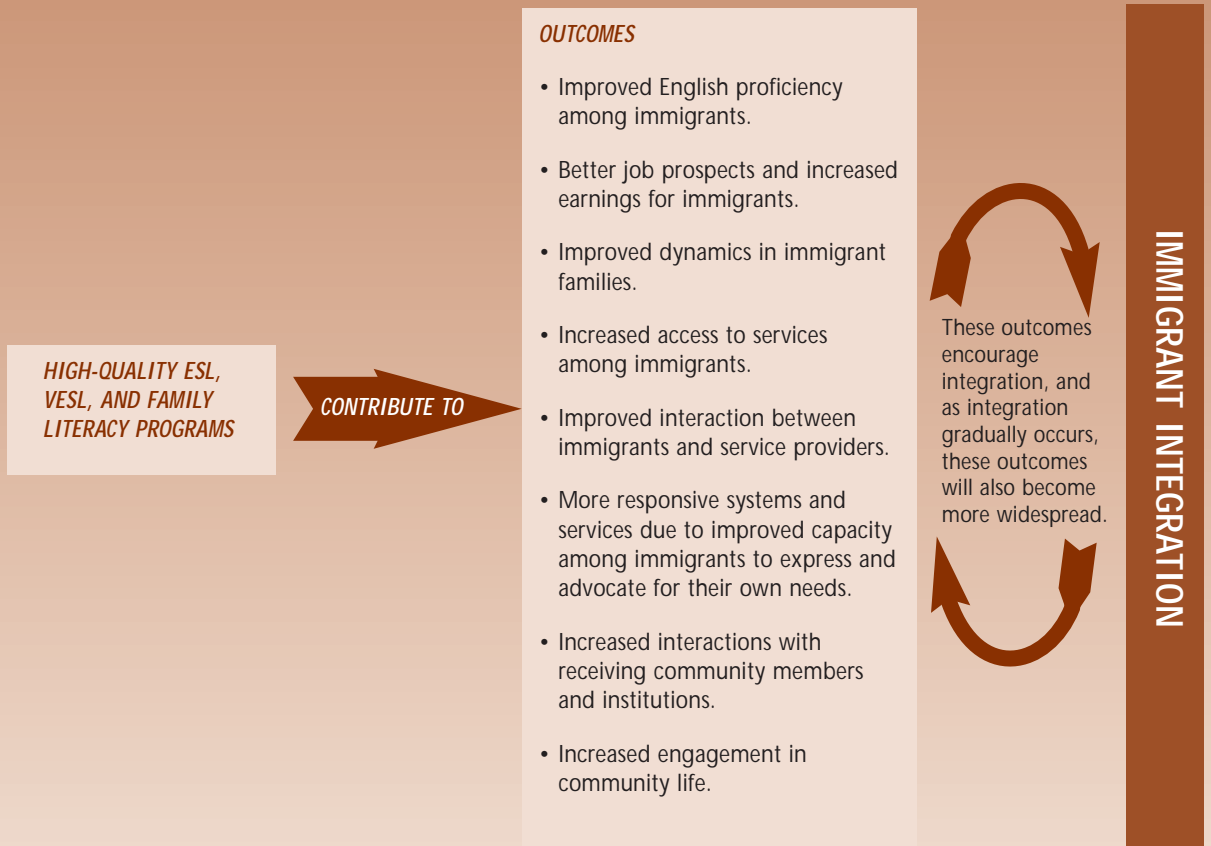 HIGH-QUALITY ESL,
VESL, AND FAMILY
LITERACY PROGRAMS
CONTRIBUTE TO
OUTCOMES
• Improved English proficiency
among immigrants.
• Better job prospects and increased
earnings for immigrants.
• Improved dynamics in immigrant
families.
• Increased access to services
among immigrants.
• Improved interaction between
immigrants and service providers.
• More responsive systems and
services due to improved capacity
among immigrants to express and
advocate for their own needs.
• Increased interactions with
receiving community members
and institutions.
• Increased engagement in
community life.
These outcomes
encourage
integration, and
as integration
gradually occurs,
these outcomes
will also become
more widespread.
IMMIGRANT INTEGRATION